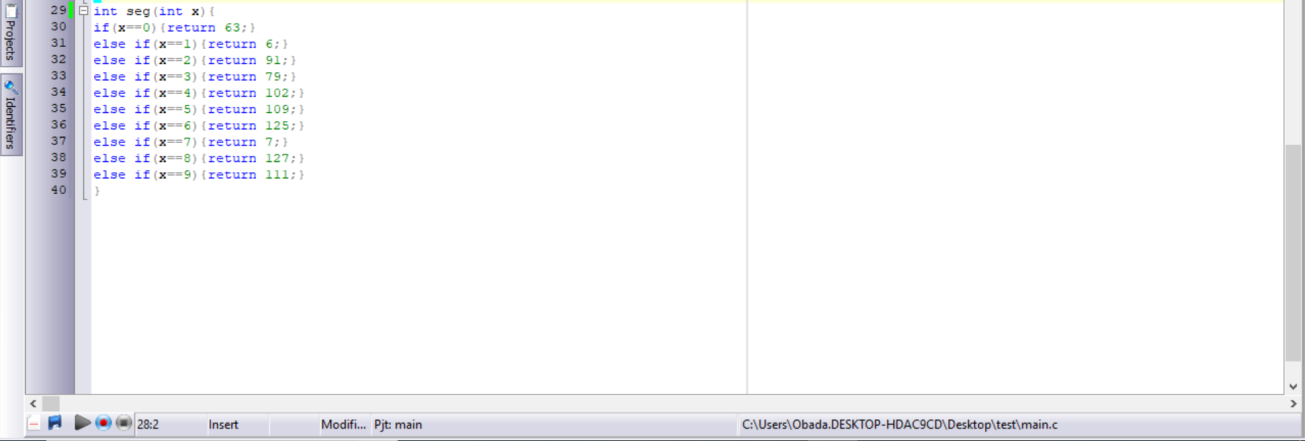 Projects
Identifiers
29 int seg(int x){
30 if(x==0){return 63;}
31 else if(x==1){return 6;}
32 else if(x==2){return 91;}
33 else if(x==3){return 79;}
34 else if(x==4){return 102;}
35 else if(x==5){return 109;}
36 else if(x==6){return 125;}
37 else if(x==7){return 7;}
38 else if(x==8){return 127;}
39 else if(x==9){return 111;}
40 }
28:2 Insert Modifi... Pjt: main C:\Users\Obada.DESKTOP-HDAC9CD\Desktop\test\main.c